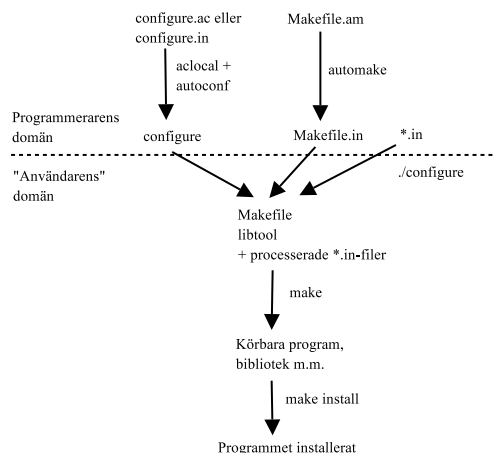 configure.ac eller
configure.in
Makefile.am
aclocal +
autoconf
automake
Programmerarens
domän
configure
Makefile.in
*.in
"Användarens"
domän
./configure
Makefile
libtool
+ processerade *.in-filer
make
Körbara program,
bibliotek m.m.
make install
Programmet installerat